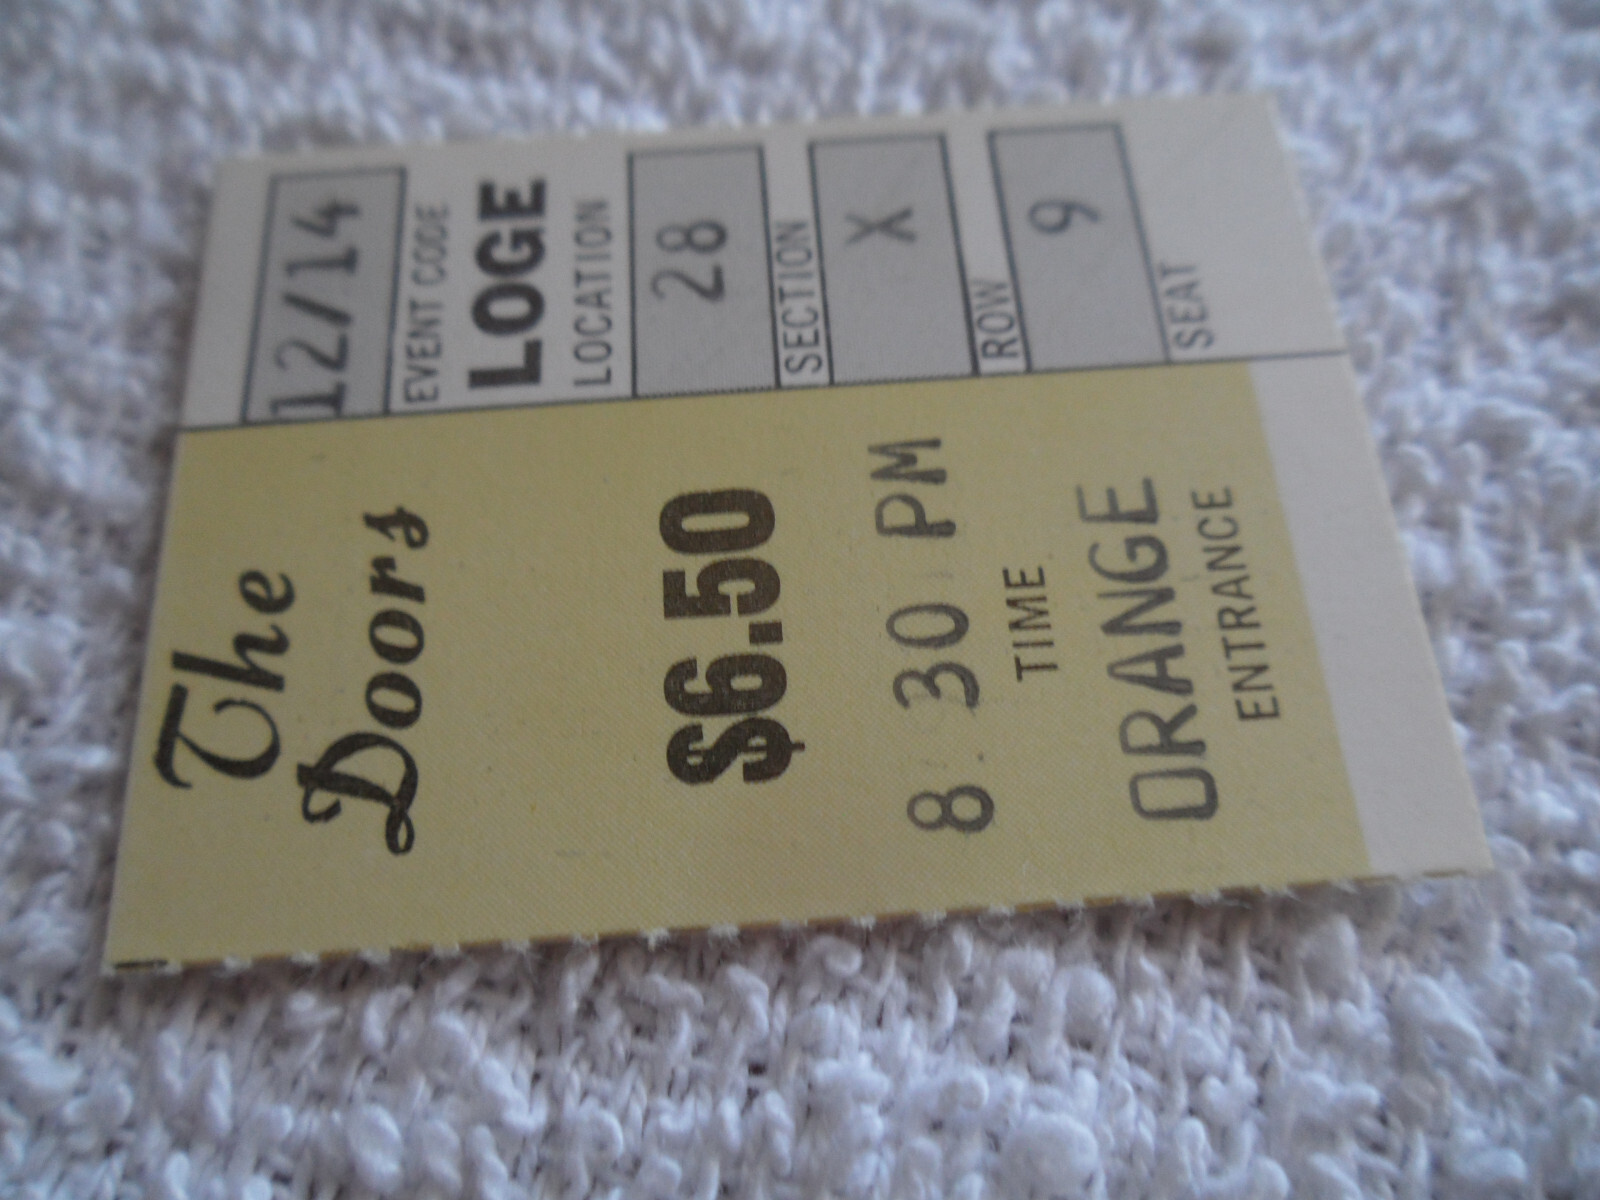 12/14
EVENT CODE
LOGE
LOCATION
28
SECTION
X
ROW
9
SEAT
The
Doors
$6.50
8.30 PM
TIME
ORANGE
ENTRANCE